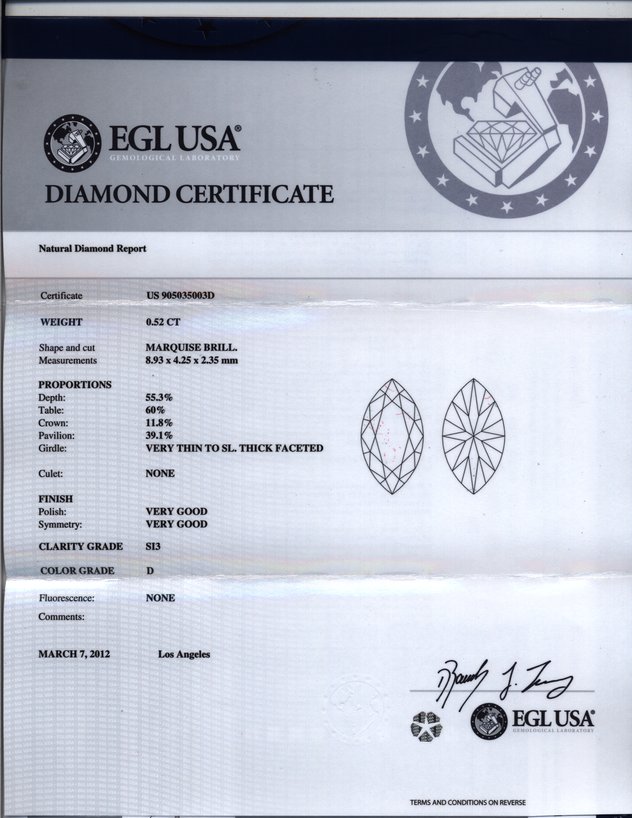 EGL USA®
GEMOLOGICAL LABORATORY
DIAMOND CERTIFICATE
Natural Diamond Report
Certificate US 905035003D
WEIGHT 0.52 CT
Shape and cut MARQUISE BRILL.
Measurements 8.93 x 4.25 x 2.35 mm
PROPORTIONS
Depth: 55.3%
Table: 60%
Crown: 11.8%
Pavilion: 39.1%
Girdle: VERY THIN TO SL. THICK FACETED
Culet: NONE
FINISH
Polish: VERY GOOD
Symmetry: VERY GOOD
CLARITY GRADE SI3
COLOR GRADE D
Fluorescence: NONE
Comments:
MARCH 7, 2012 Los Angeles
EGL USA®
GEMOLOGICAL LABORATORY
TERMS AND CONDITIONS ON REVERSE